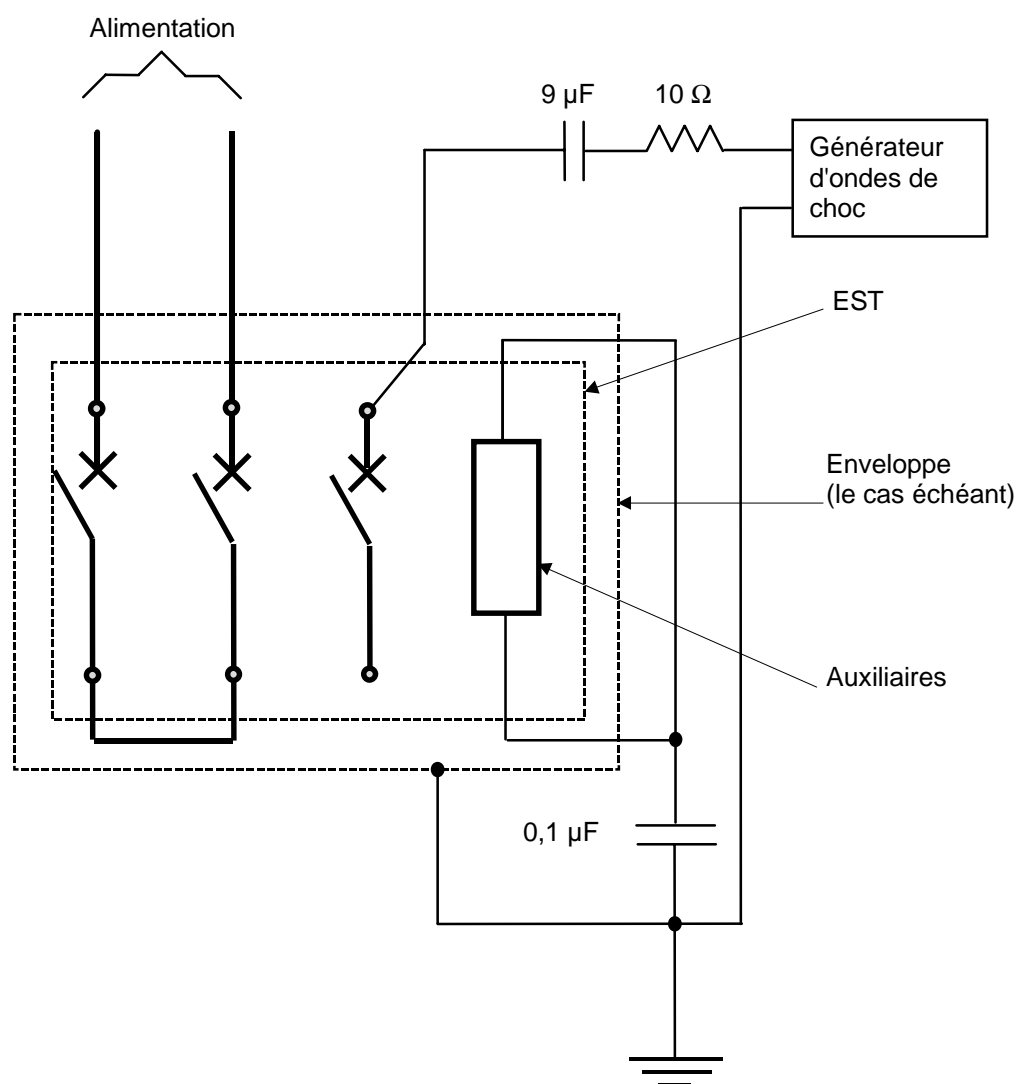 Alimentation
9 µF
10 Ω
Générateur
d'ondes de
choc
EST
Enveloppe
(le cas échéant)
Auxiliaires
0,1 µF